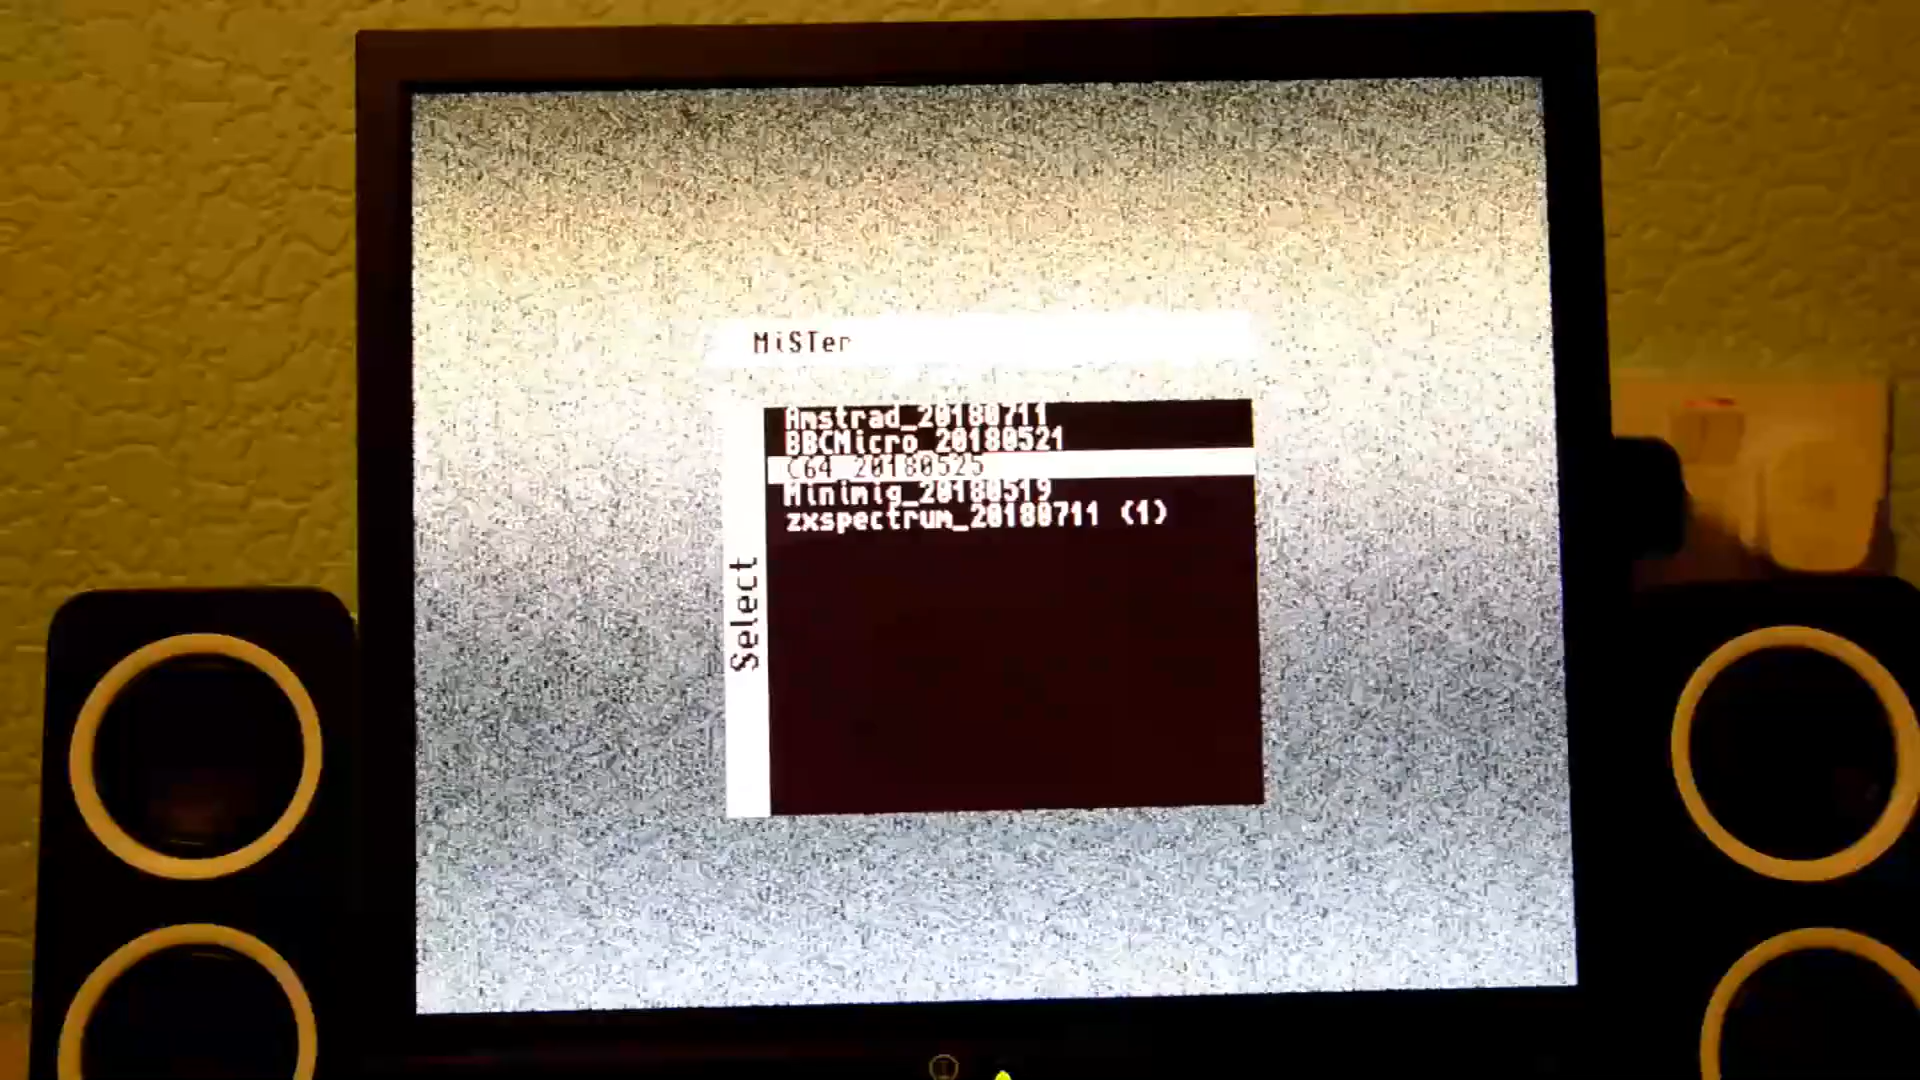 MiSTer
Amstrad_20180711
BBCMicro_20180521
C64_20180525
Minimig_20180519
zxspectrum_20180711 (1)
Select